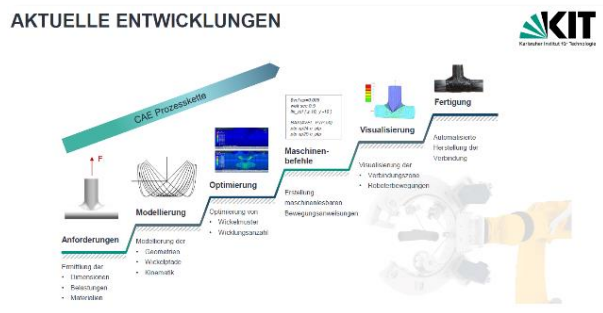 AKTUELLE ENTWICKLUNGEN
KIT
Karlsruher Institut für Technologie
CAE Prozesskette
F
Anforderungen
Ermittlung der
• Dimensionen
• Belastungen
• Materialien
Modellierung
Modellierung der
• Geometrien
• Wickelpfade
• Kinematik
Optimierung
Optimierung von
• Wickelmuster
• Wicklungsanzahl
Maschinen-
befehle
Erstellung
maschinenlesbaren
Bewegungsanweisungen
Visualisierung
Visualisierung der
• Verbindungszone
• Roboterbewegungen
Fertigung
Automatisierte
Herstellung der
Verbindung